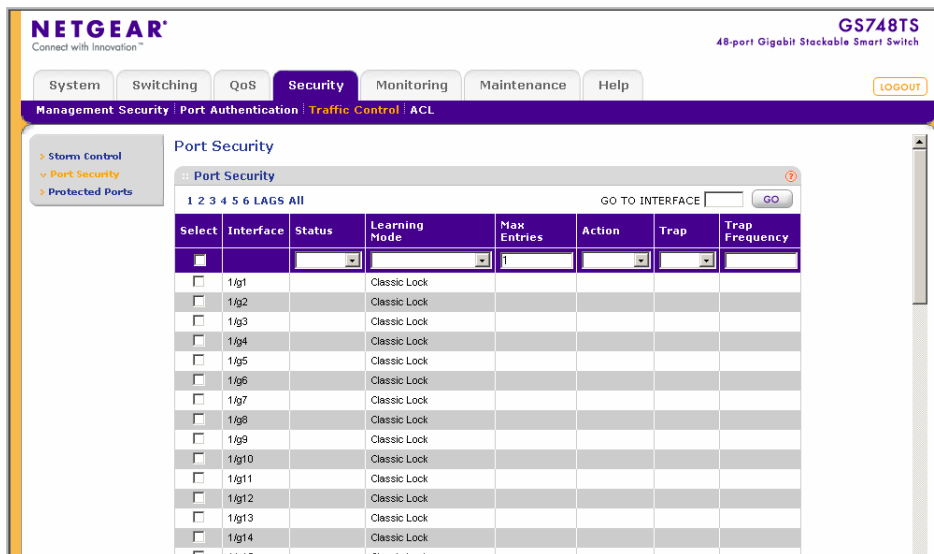 NETGEAR®
Connect with Innovation™
GS748TS
48-port Gigabit Stackable Smart Switch
System Switching QoS Security Monitoring Maintenance Help
LOGOUT
Management Security Port Authentication Traffic Control ACL
Storm Control
Port Security
Protected Ports
Port Security
Port Security
1 2 3 4 5 6 LAGS All GO TO INTERFACE GO
Select Interface Status Learning Mode Max Entries Action Trap Trap Frequency
1
1/g1 Classic Lock
1/g2 Classic Lock
1/g3 Classic Lock
1/g4 Classic Lock
1/g5 Classic Lock
1/g6 Classic Lock
1/g7 Classic Lock
1/g8 Classic Lock
1/g9 Classic Lock
1/g10 Classic Lock
1/g11 Classic Lock
1/g12 Classic Lock
1/g13 Classic Lock
1/g14 Classic Lock